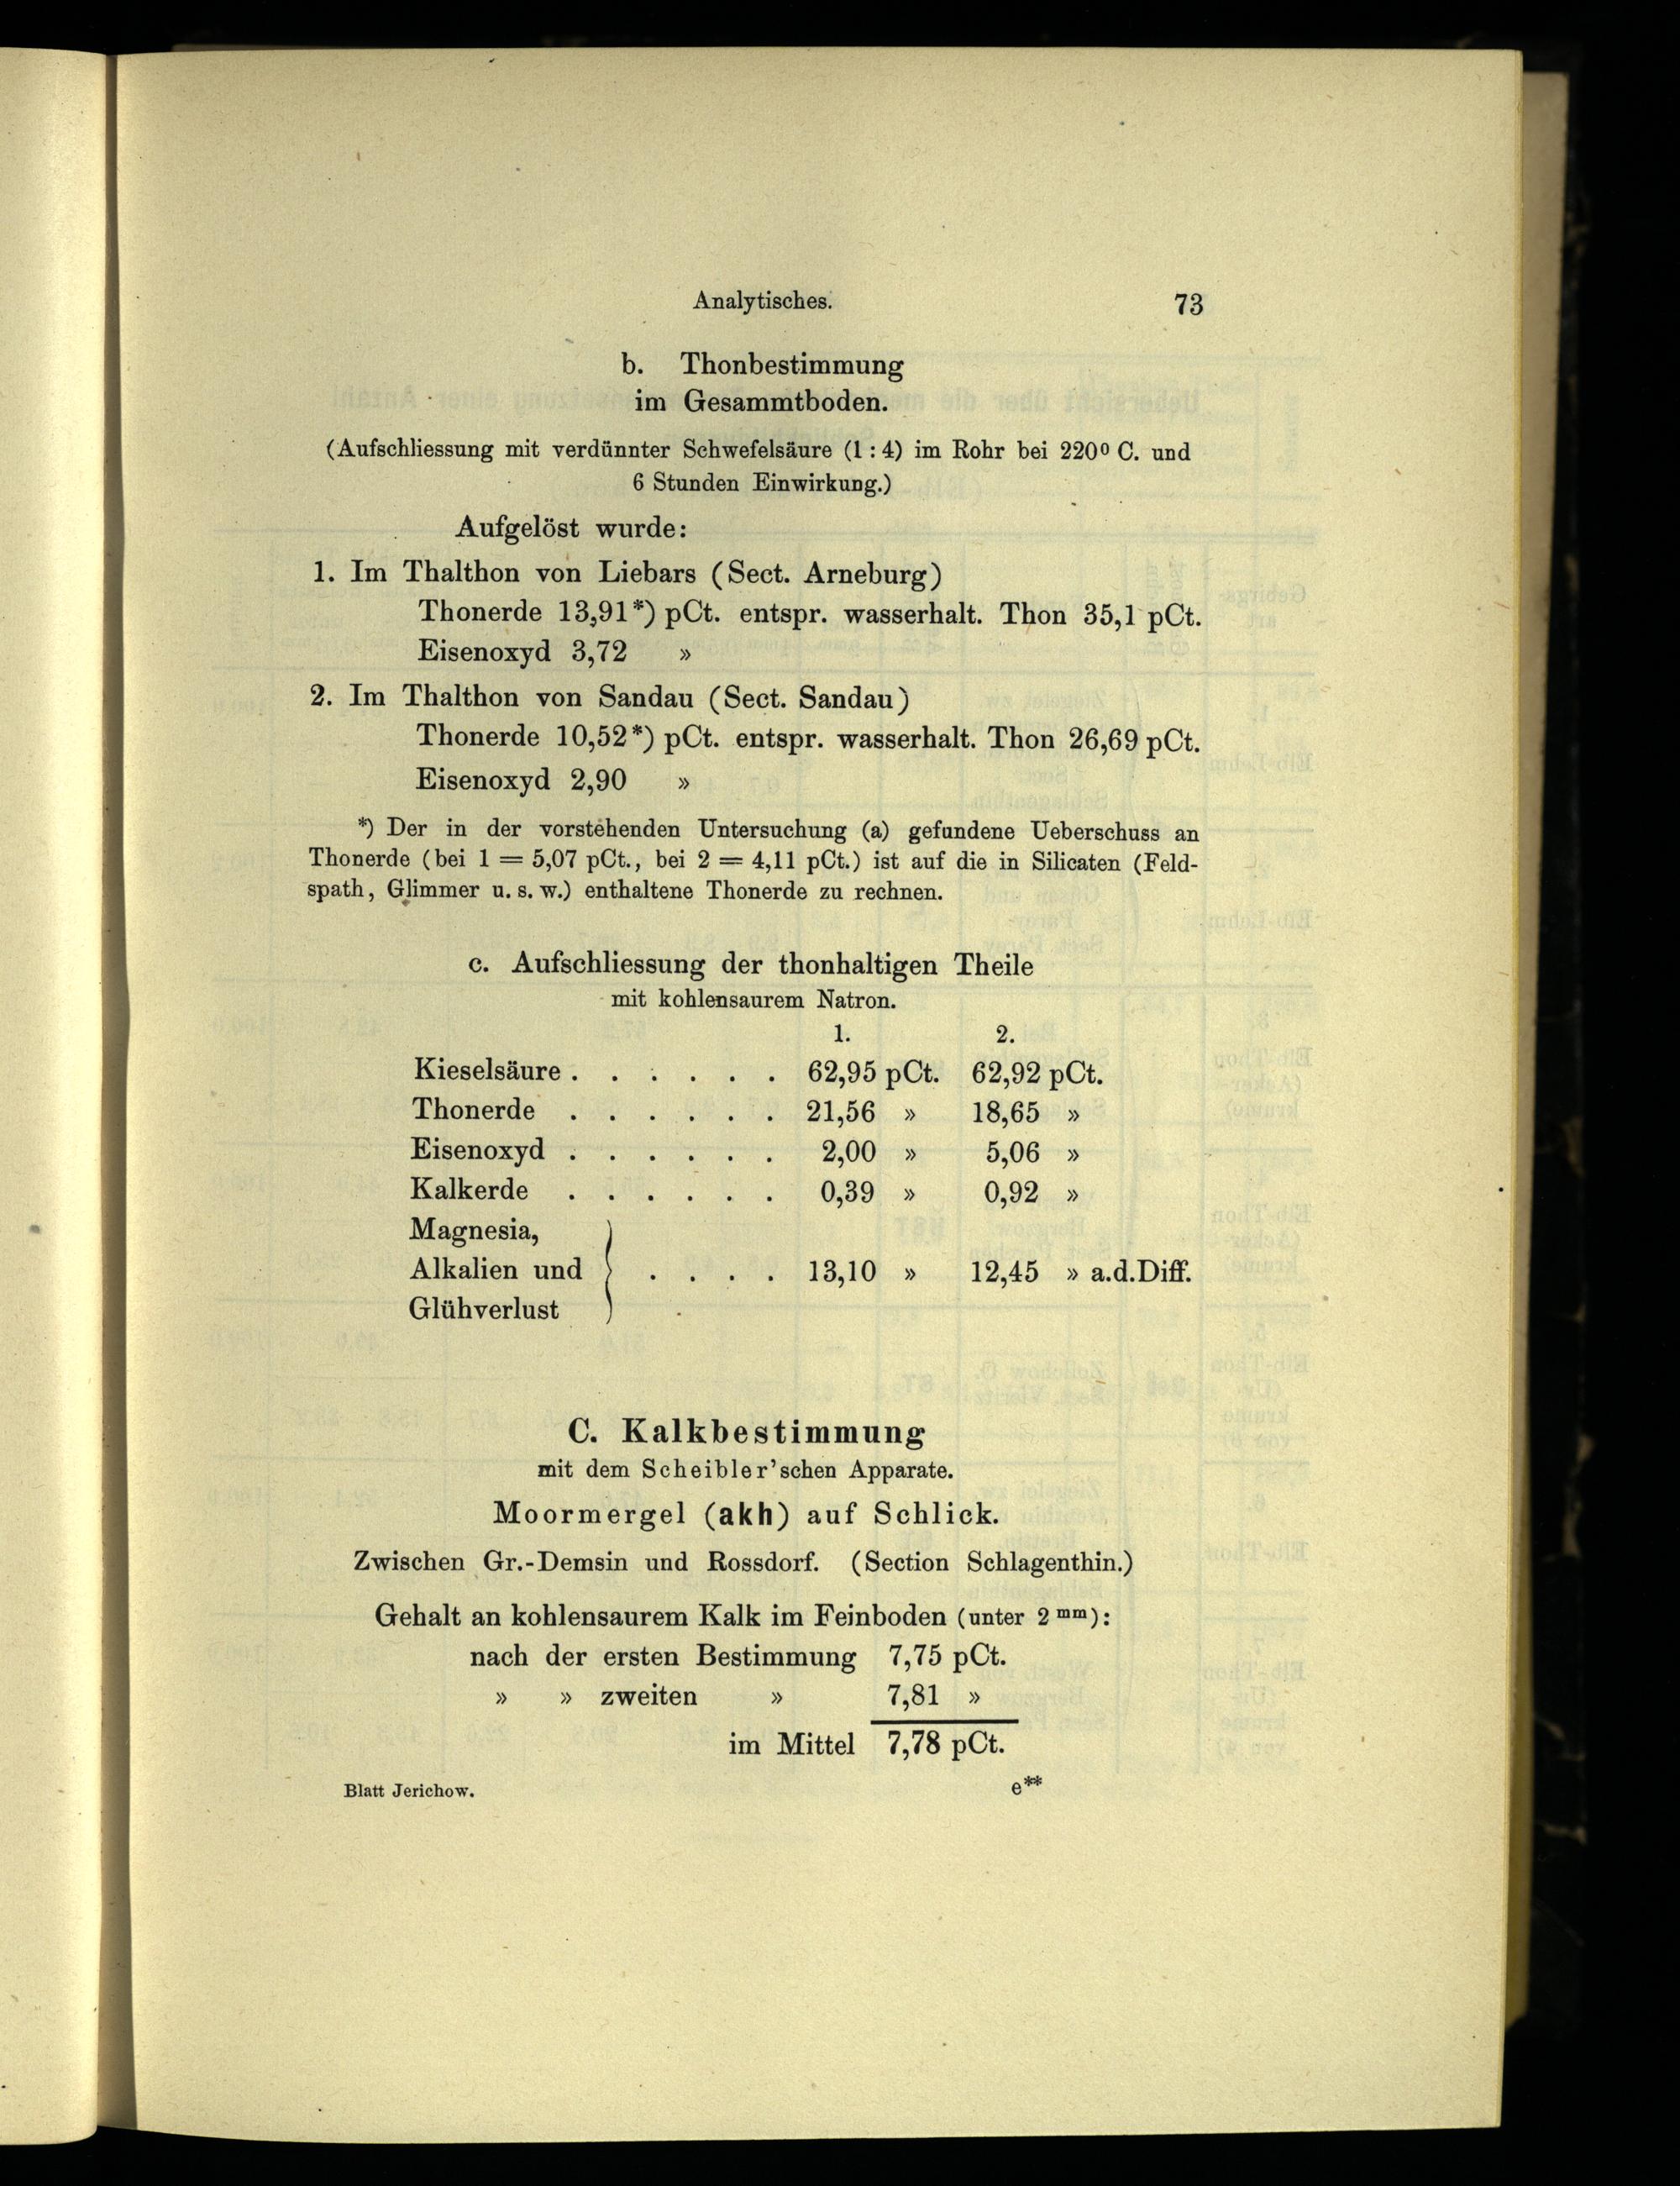 Analytisches. 73
b. Thonbestimmung
im Gesammtboden.
(Aufschliessung mit verdünnter Schwefelsäure (1 : 4) im Rohr bei 220⁰ C. und
6 Stunden Einwirkung.)
Aufgelöst wurde:
1. Im Thalthon von Liebars (Sect. Arneburg)
Thonerde 13,91*) pCt. entspr. wasserhalt. Thon 35,1 pCt.
Eisenoxyd 3,72 »
2. Im Thalthon von Sandau (Sect. Sandau)
Thonerde 10,52*) pCt. entspr. wasserhalt. Thon 26,69 pCt.
Eisenoxyd 2,90 »
*) Der in der vorstehenden Untersuchung (a) gefundene Ueberschuss an
Thonerde (bei 1 = 5,07 pCt., bei 2 = 4,11 pCt.) ist auf die in Silicaten (Feld-
spath, Glimmer u. s. w.) enthaltene Thonerde zu rechnen.
c. Aufschliessung der thonhaltigen Theile
mit kohlensaurem Natron.
1. 2.
Kieselsäure . . . . . . 62,95 pCt. 62,92 pCt.
Thonerde . . . . . . 21,56 » 18,65 »
Eisenoxyd . . . . . . 2,00 » 5,06 »
Kalkerde . . . . . . 0,39 » 0,92 »
Magnesia,
Alkalien und } . . . . 13,10 » 12,45 » a.d.Diff.
Glühverlust
C. Kalkbestimmung
mit dem Scheibler'schen Apparate.
Moormergel (akh) auf Schlick.
Zwischen Gr.-Demsin und Rossdorf. (Section Schlagenthin.)
Gehalt an kohlensaurem Kalk im Feinboden (unter 2 mm):
nach der ersten Bestimmung 7,75 pCt.
» » zweiten » 7,81 »
im Mittel 7,78 pCt.
Blatt Jerichow. e**